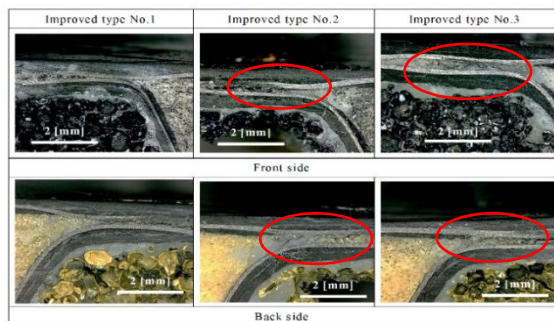 Improved type No.1
Improved type No.2
Improved type No.3
2 [mm]
2 [mm]
2 [mm]
Front side
2 [mm]
2 [mm]
2 [mm]
Back side